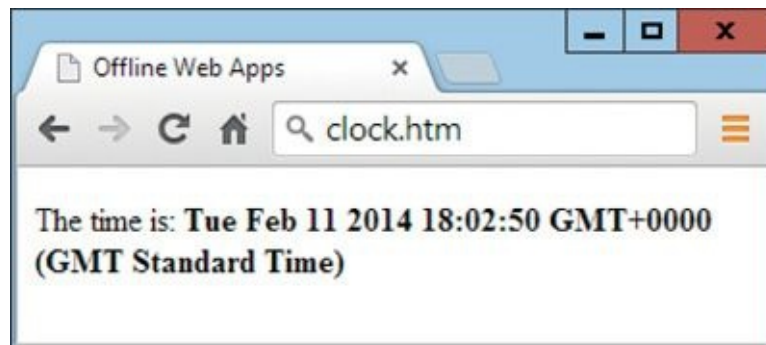 Offline Web Apps
clock.htm
The time is: Tue Feb 11 2014 18:02:50 GMT+0000
(GMT Standard Time)